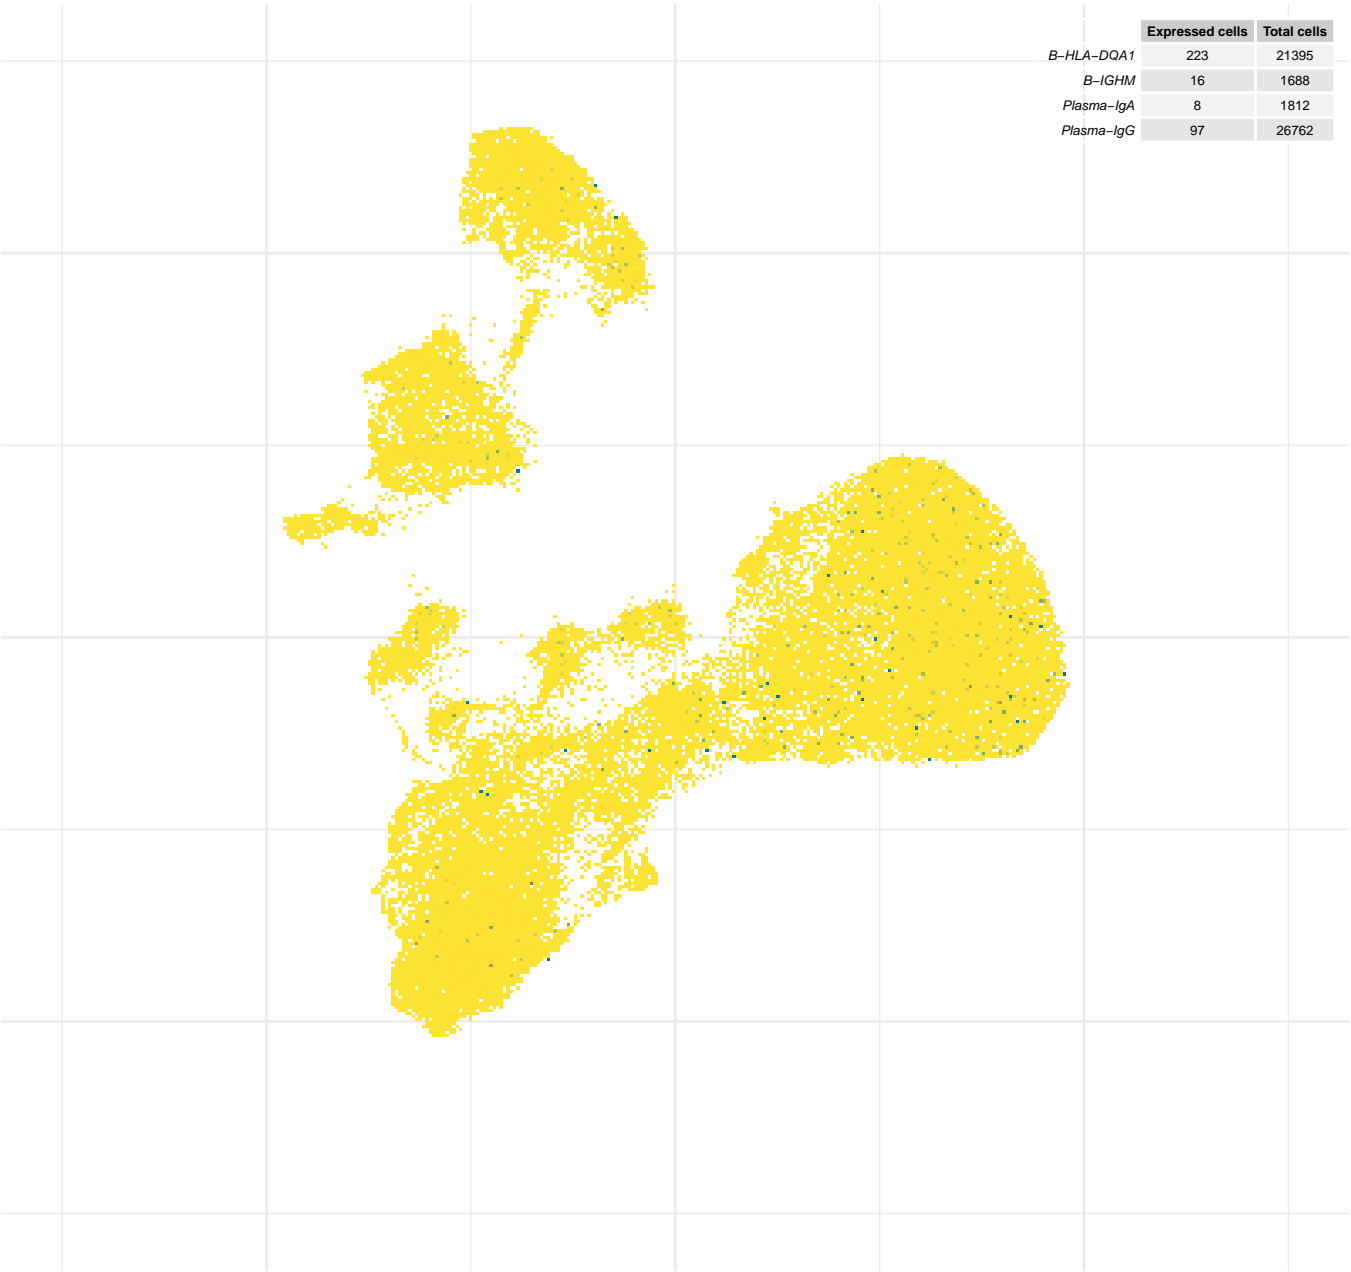 Expressed cells Total cells
B−HLA−DQA1 223 21395
B−IGHM 16 1688
Plasma−IgA 8 1812
Plasma−IgG 97 26762